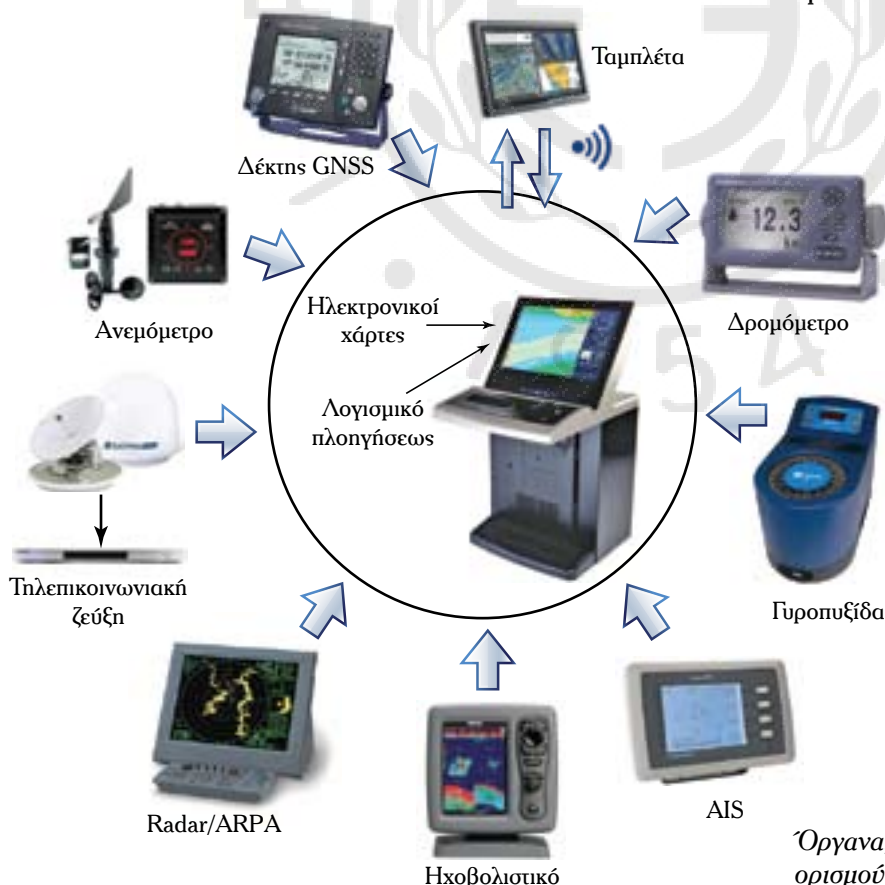 Ταμπλέτα
Δέκτης GNSS
12.3
Ανεμόμετρο
Ηλεκτρονικοί
χάρτες
Δρομόμετρο
Λογισμικό
πλοηγήσεως
Τηλεπικοινωνιακή
ζεύξη
Γυροπυξίδα
Radar/ARPA
AIS
Ηχοβολιστικό
Όργανα,
ορισμού
1954